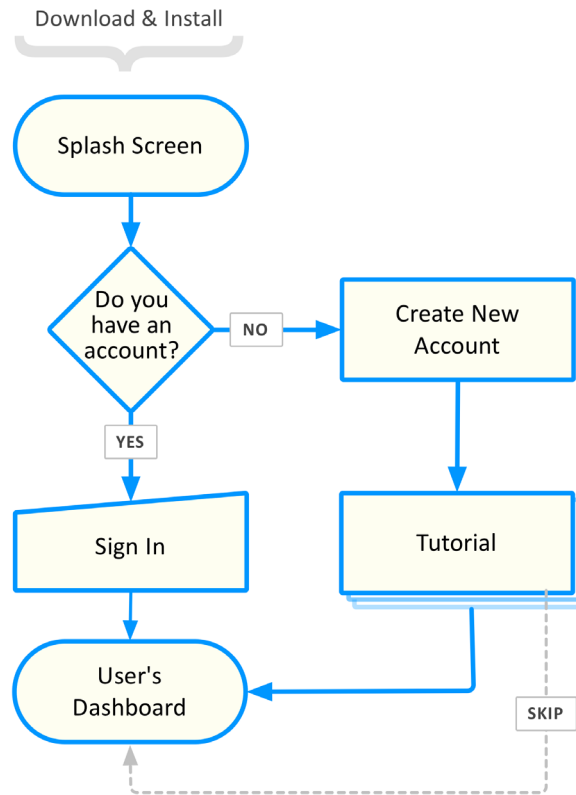 Download & Install
Splash Screen
Do you
have an
account?
NO
Create New
Account
YES
Sign In
Tutorial
User's
Dashboard
SKIP